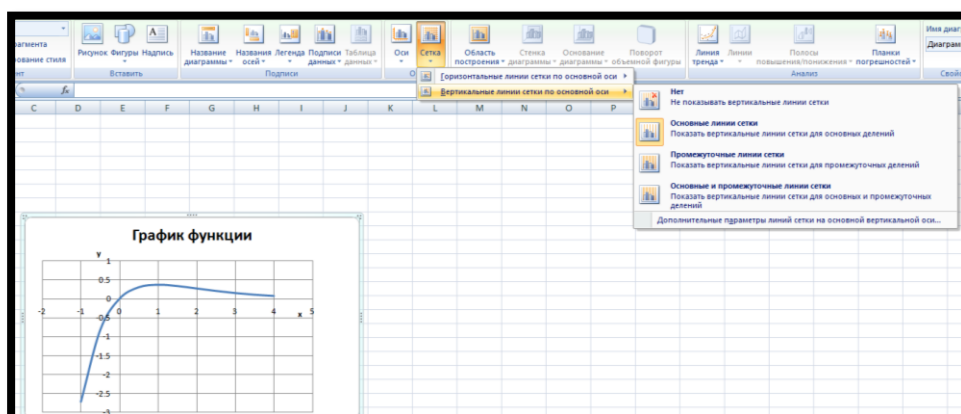 Имя диаг
Рисунок Фигуры Надпись Название Названия Легенда Подписи Таблица Оси Сетка Область Стенка Основание Поворот Линия Линии Полосы Планки Диаграм
диаграммы осей данных данных построения диаграммы диаграммы объемной фигуры тренда повышения/понижения погрешностей
Вставить Подписи Анализ
Горизонтальные линии сетки по основной оси
Вертикальные линии сетки по основной оси
fx
C D E F G H I J K L M N O P
Нет
Не показывать вертикальные линии сетки
Основные линии сетки
Показать вертикальные линии сетки для основных делений
Промежуточные линии сетки
Показать вертикальные линии сетки для промежуточных делений
Основные и промежуточные линии сетки
Показать вертикальные линии сетки для основных и промежуточных
делений
Дополнительные параметры линий сетки на основной вертикальной оси...
График функции
y
1
0.5
0
-2 -1 0 1 2 3 4 x 5
-0.5
-1
-1.5
-2
-2.5
-3